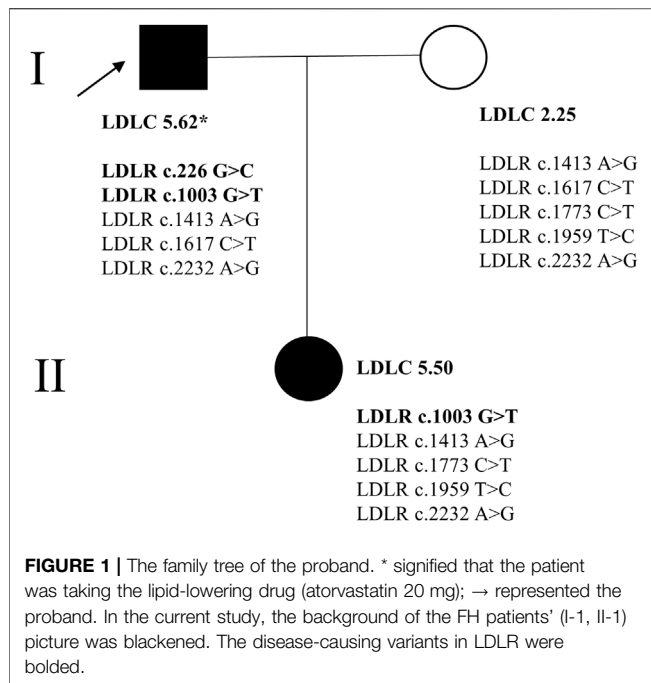 I
LDLC 5.62*
LDLR c.226 G>C
LDLR c.1003 G>T
LDLR c.1413 A>G
LDLR c.1617 C>T
LDLR c.2232 A>G
LDLC 2.25
LDLR c.1413 A>G
LDLR c.1617 C>T
LDLR c.1773 C>T
LDLR c.1959 T>C
LDLR c.2232 A>G
II
LDLC 5.50
LDLR c.1003 G>T
LDLR c.1413 A>G
LDLR c.1773 C>T
LDLR c.1959 T>C
LDLR c.2232 A>G
FIGURE 1 | The family tree of the proband. * signified that the patient
was taking the lipid-lowering drug (atorvastatin 20 mg); → represented the
proband. In the current study, the background of the FH patients’ (I-1, II-1)
picture was blackened. The disease-causing variants in LDLR were
bolded.